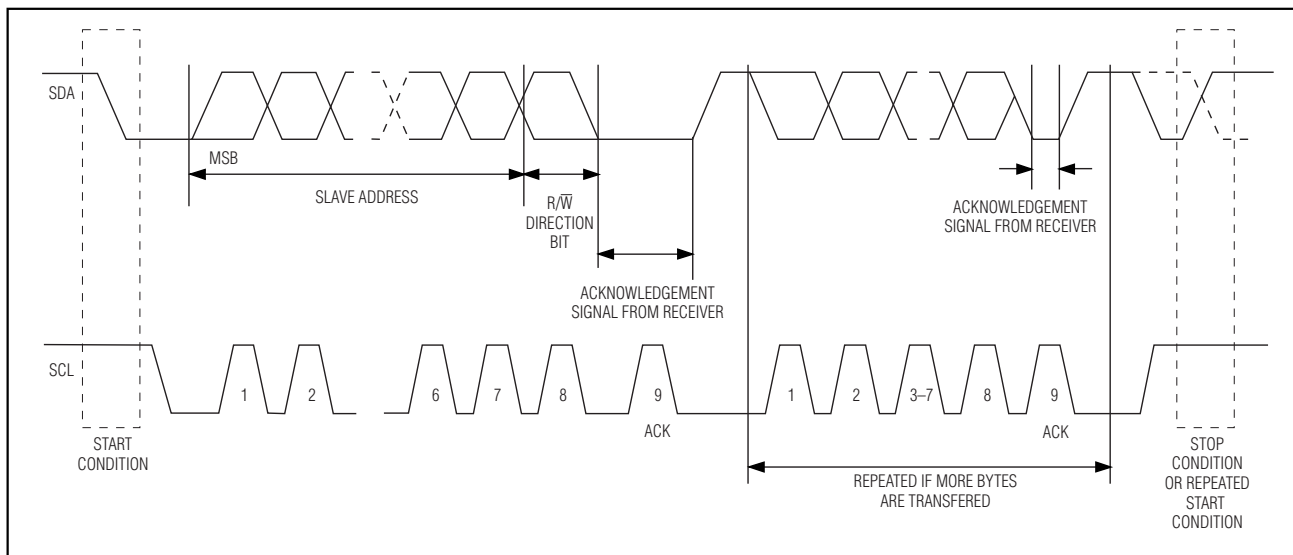 SDA
MSB
SLAVE ADDRESS
R/W̅
DIRECTION
BIT
ACKNOWLEDGEMENT
SIGNAL FROM RECEIVER
ACKNOWLEDGEMENT
SIGNAL FROM RECEIVER
SCL
1
2
6
7
8
9
1
2
3–7
8
9
ACK
ACK
START
CONDITION
REPEATED IF MORE BYTES
ARE TRANSFERED
STOP
CONDITION
OR REPEATED
START
CONDITION